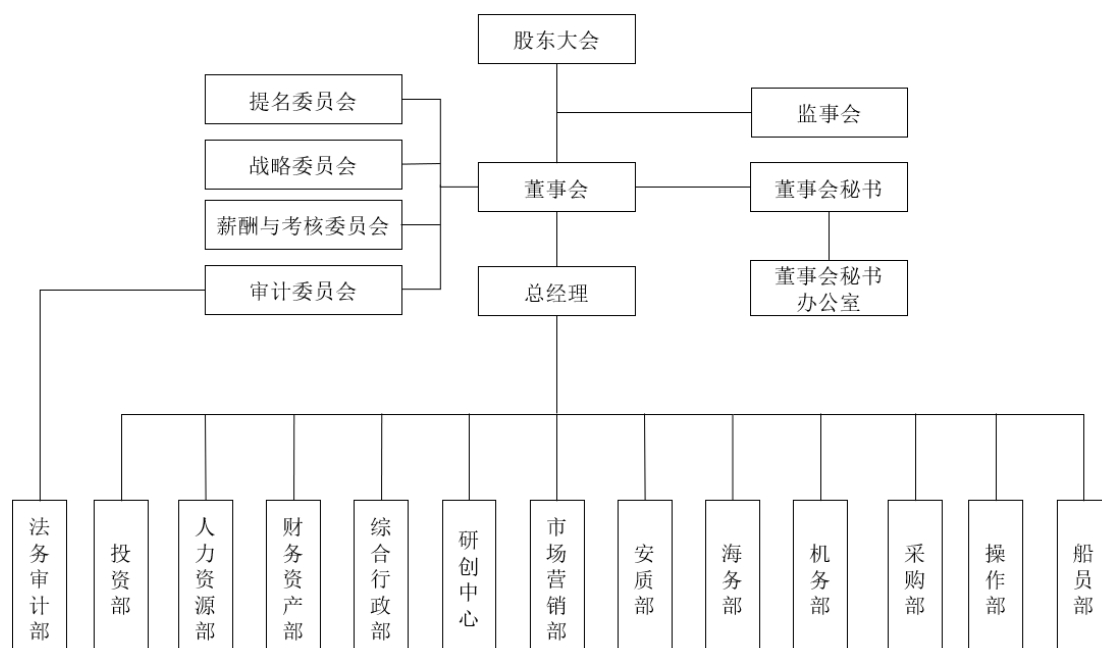 股东大会
提名委员会
监事会
战略委员会
董事会
董事会秘书
薪酬与考核委员会
审计委员会
总经理
董事会秘书
办公室
法务审计部
投资部
人力资源部
财务资产部
综合行政部
研创中心
市场营销部
安质部
海务部
机务部
采购部
操作部
船员部